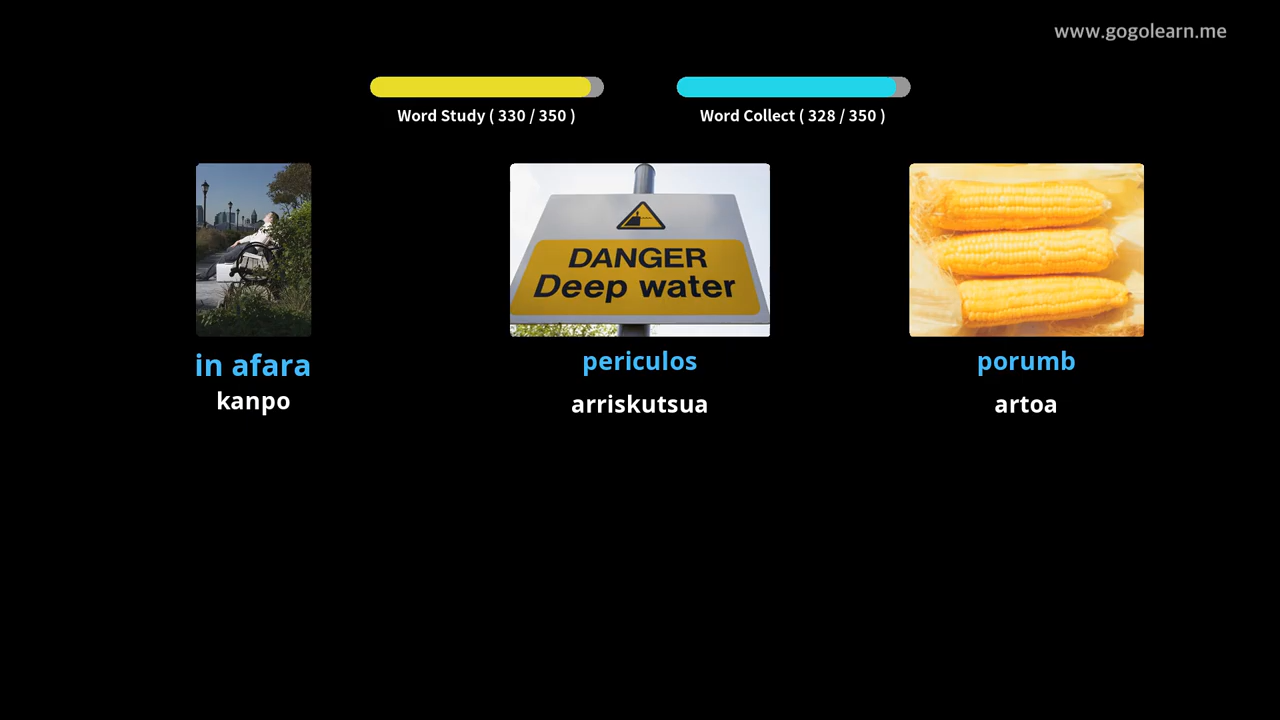 www.gogolearn.me
Word Study ( 330 / 350 )
Word Collect ( 328 / 350 )
DANGER
Deep water
in afara
kanpo
periculos
arriskutsua
porumb
artoa